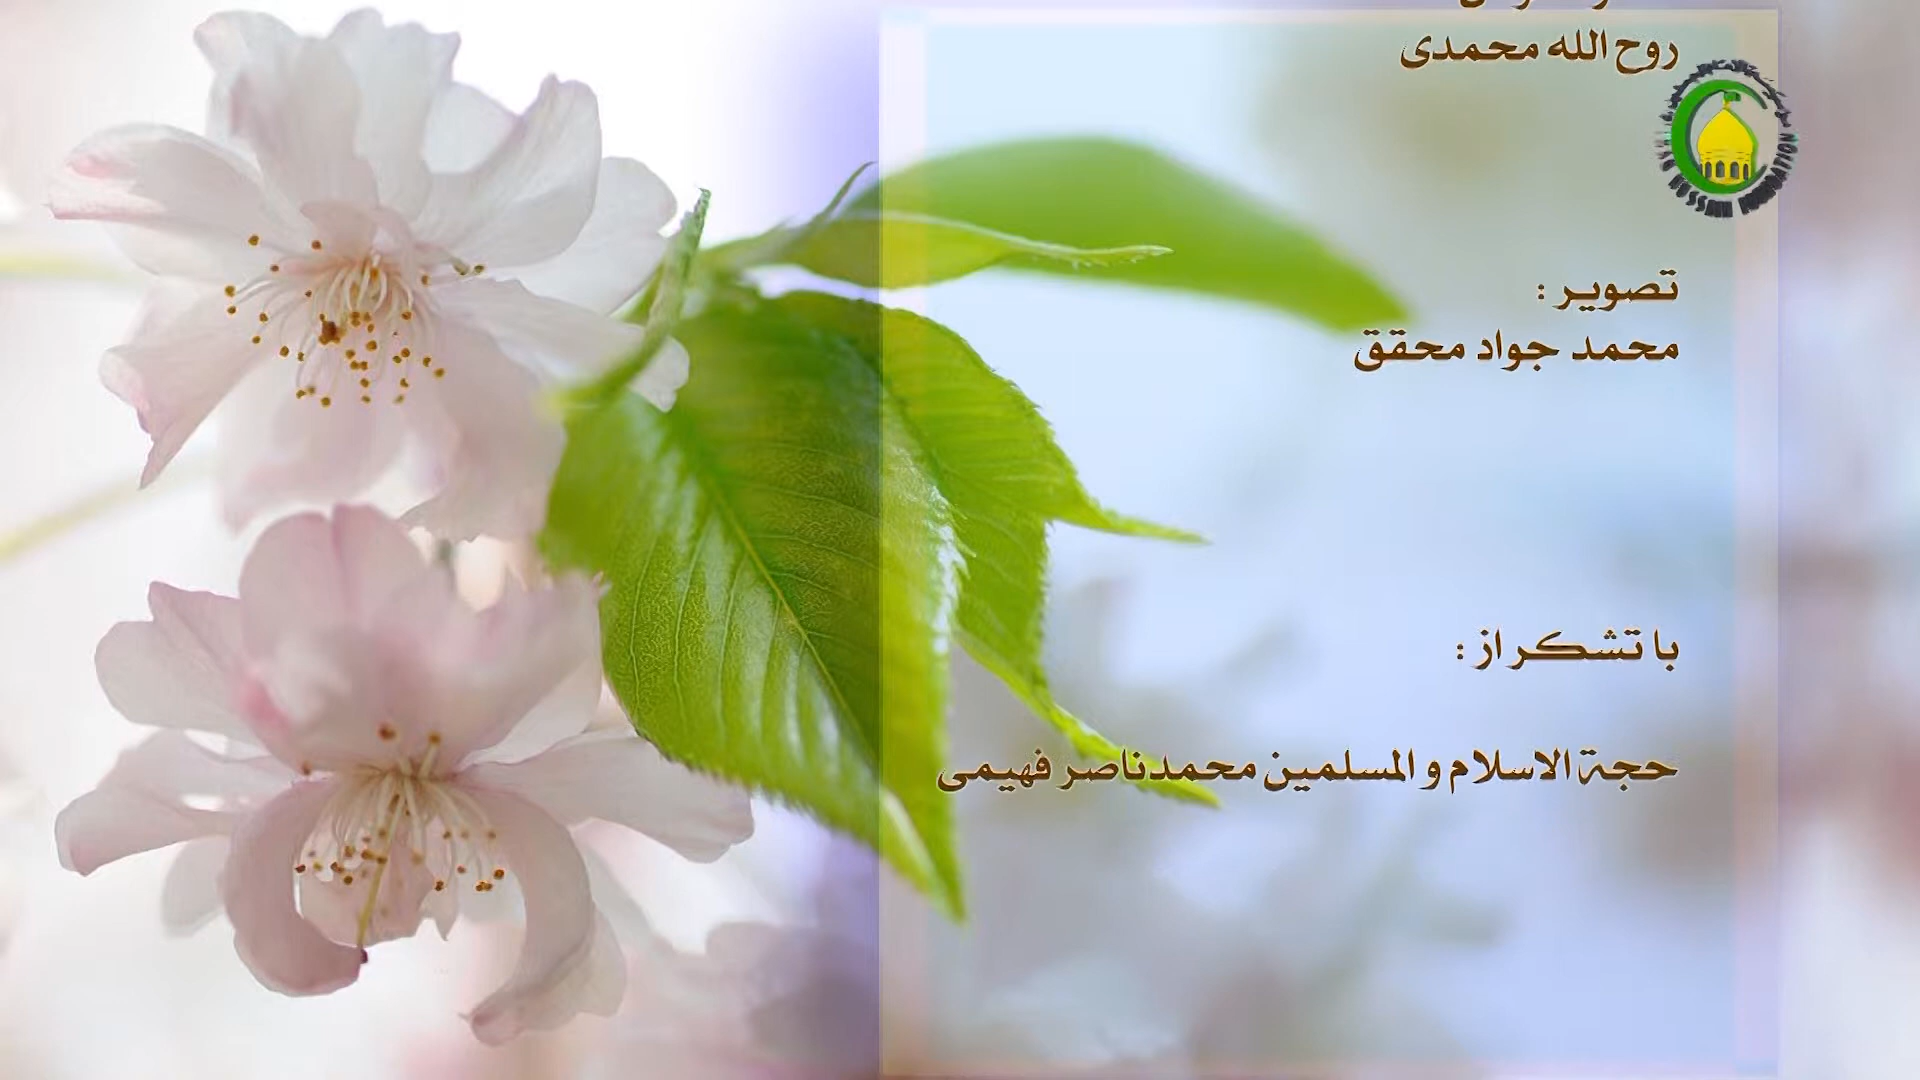 روح الله محمدی
تصویر :
محمد جواد محقق
با تشکر از :
حجة الاسلام و المسلمین محمدناصر فهیمی